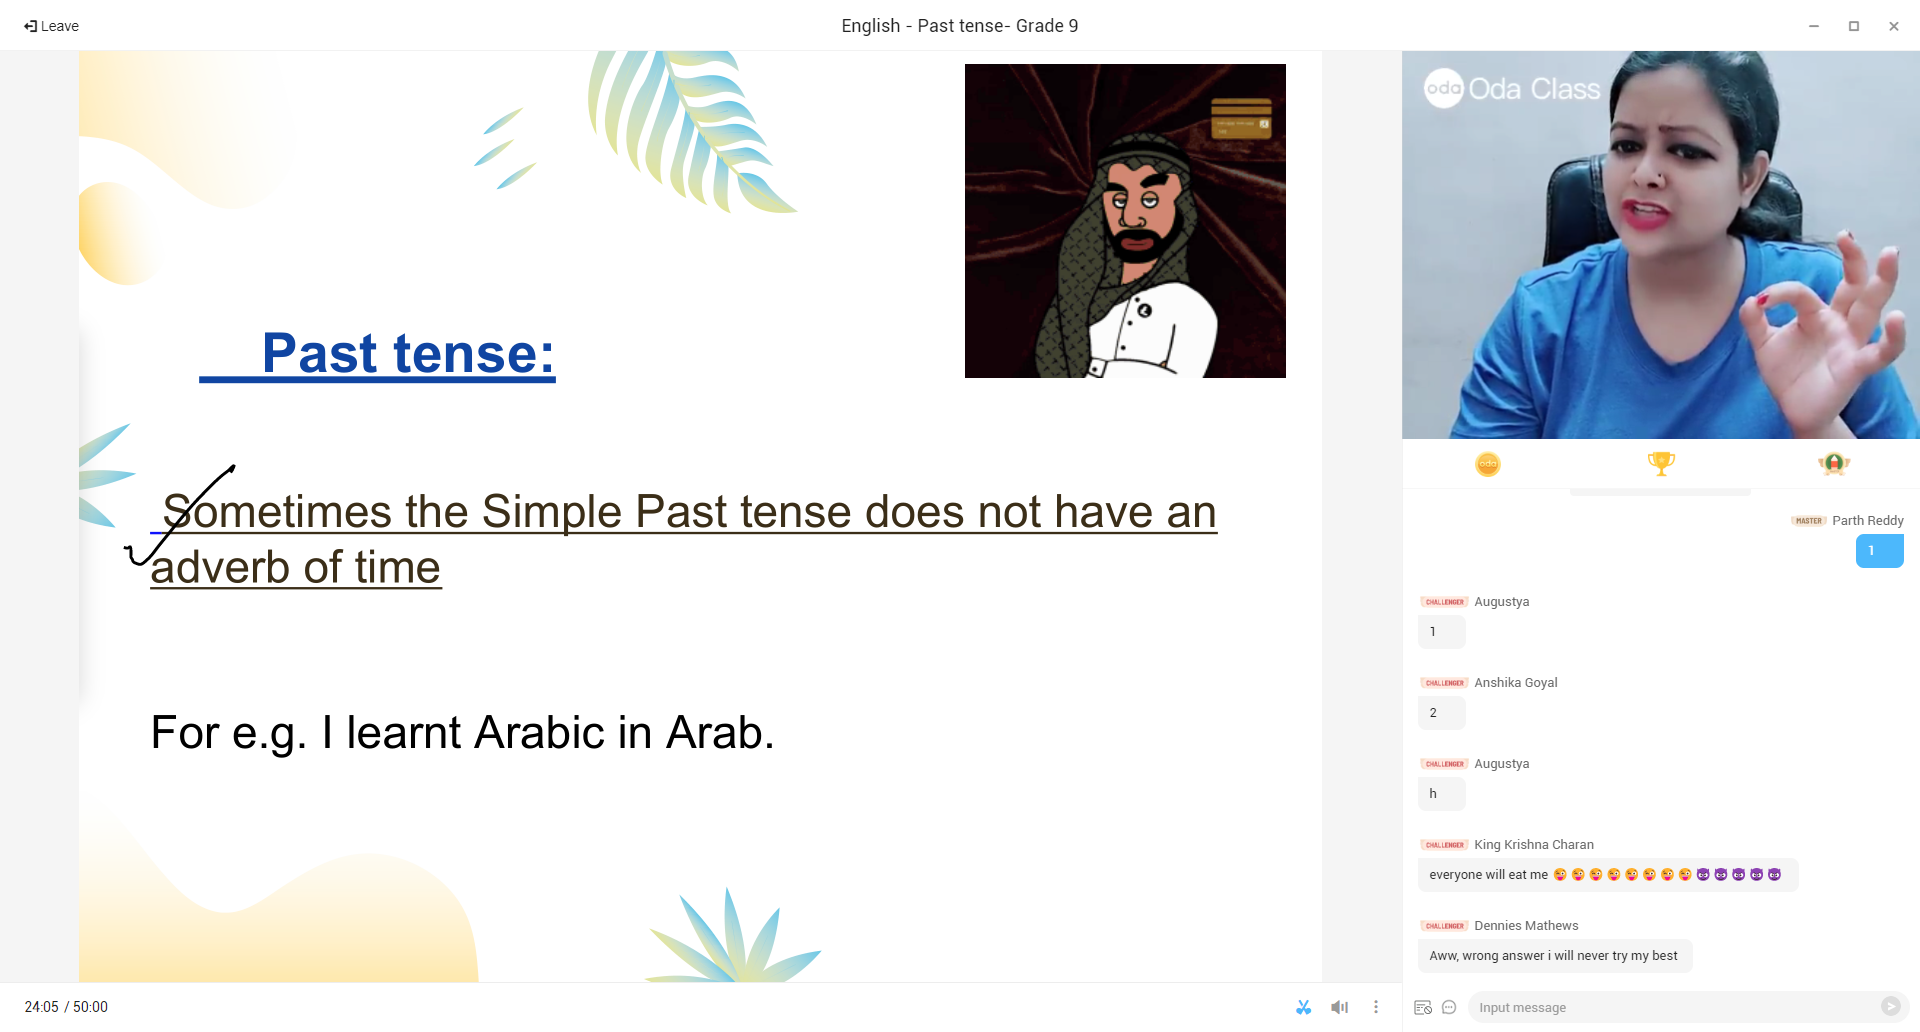 Leave
English - Past tense- Grade 9
oda Oda Class
Past tense:
Sometimes the Simple Past tense does not have an
adverb of time
For e.g. I learnt Arabic in Arab.
oda
MASTER Parth Reddy
1
CHALLENGER Augustya
1
CHALLENGER Anshika Goyal
2
CHALLENGER Augustya
h
CHALLENGER King Krishna Charan
everyone will eat me 😜😜😜😜😜😜😜😜😈😈😈😈😈
CHALLENGER Dennies Mathews
Aww, wrong answer i will never try my best
24:05 / 50:00
Input message